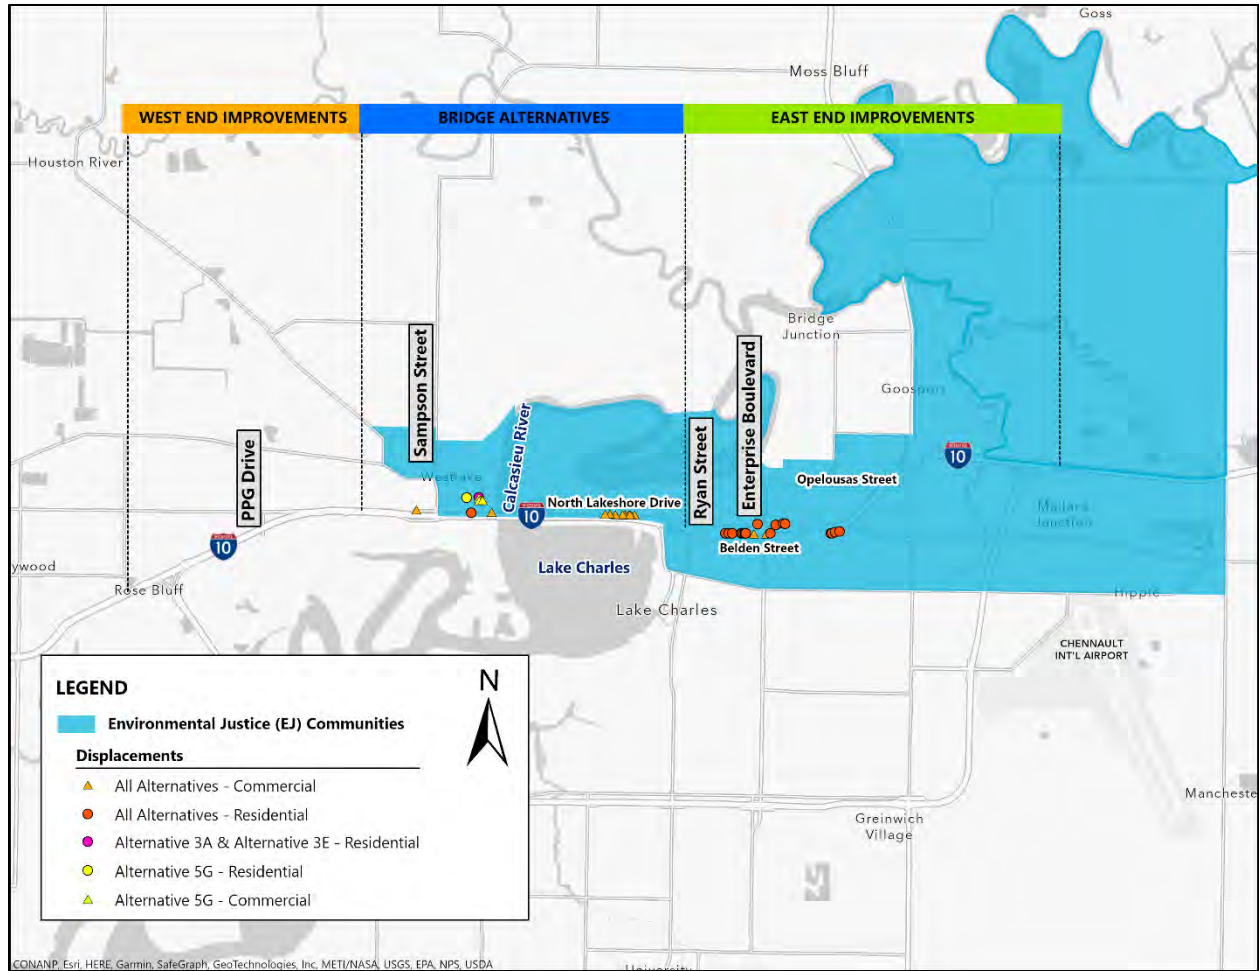 Goss
Moss Bluff
WEST END IMPROVEMENTS
BRIDGE ALTERNATIVES
EAST END IMPROVEMENTS
Houston River
Bridge
Junction
Sampson Street
Enterprise Boulevard
Goosport
PPG Drive
Calcasieu River
Ryan Street
10
Opelousas Street
North Lakeshore Drive
10
Mallard
Junction
10
Belden Street
ywood
Lake Charles
Rose Bluff
Hipple
Lake Charles
CHENNAULT
INT'L AIRPORT
LEGEND
N
Environmental Justice (EJ) Communities
Displacements
All Alternatives - Commercial
All Alternatives - Residential
Alternative 3A & Alternative 3E - Residential
Alternative 5G - Residential
Alternative 5G - Commercial
Mancheste
Greinwich
Village
CONANP, Esri, HERE, Garmin, SafeGraph, GeoTechnologies, Inc, METI/NASA, USGS, EPA, NPS, USDA
University